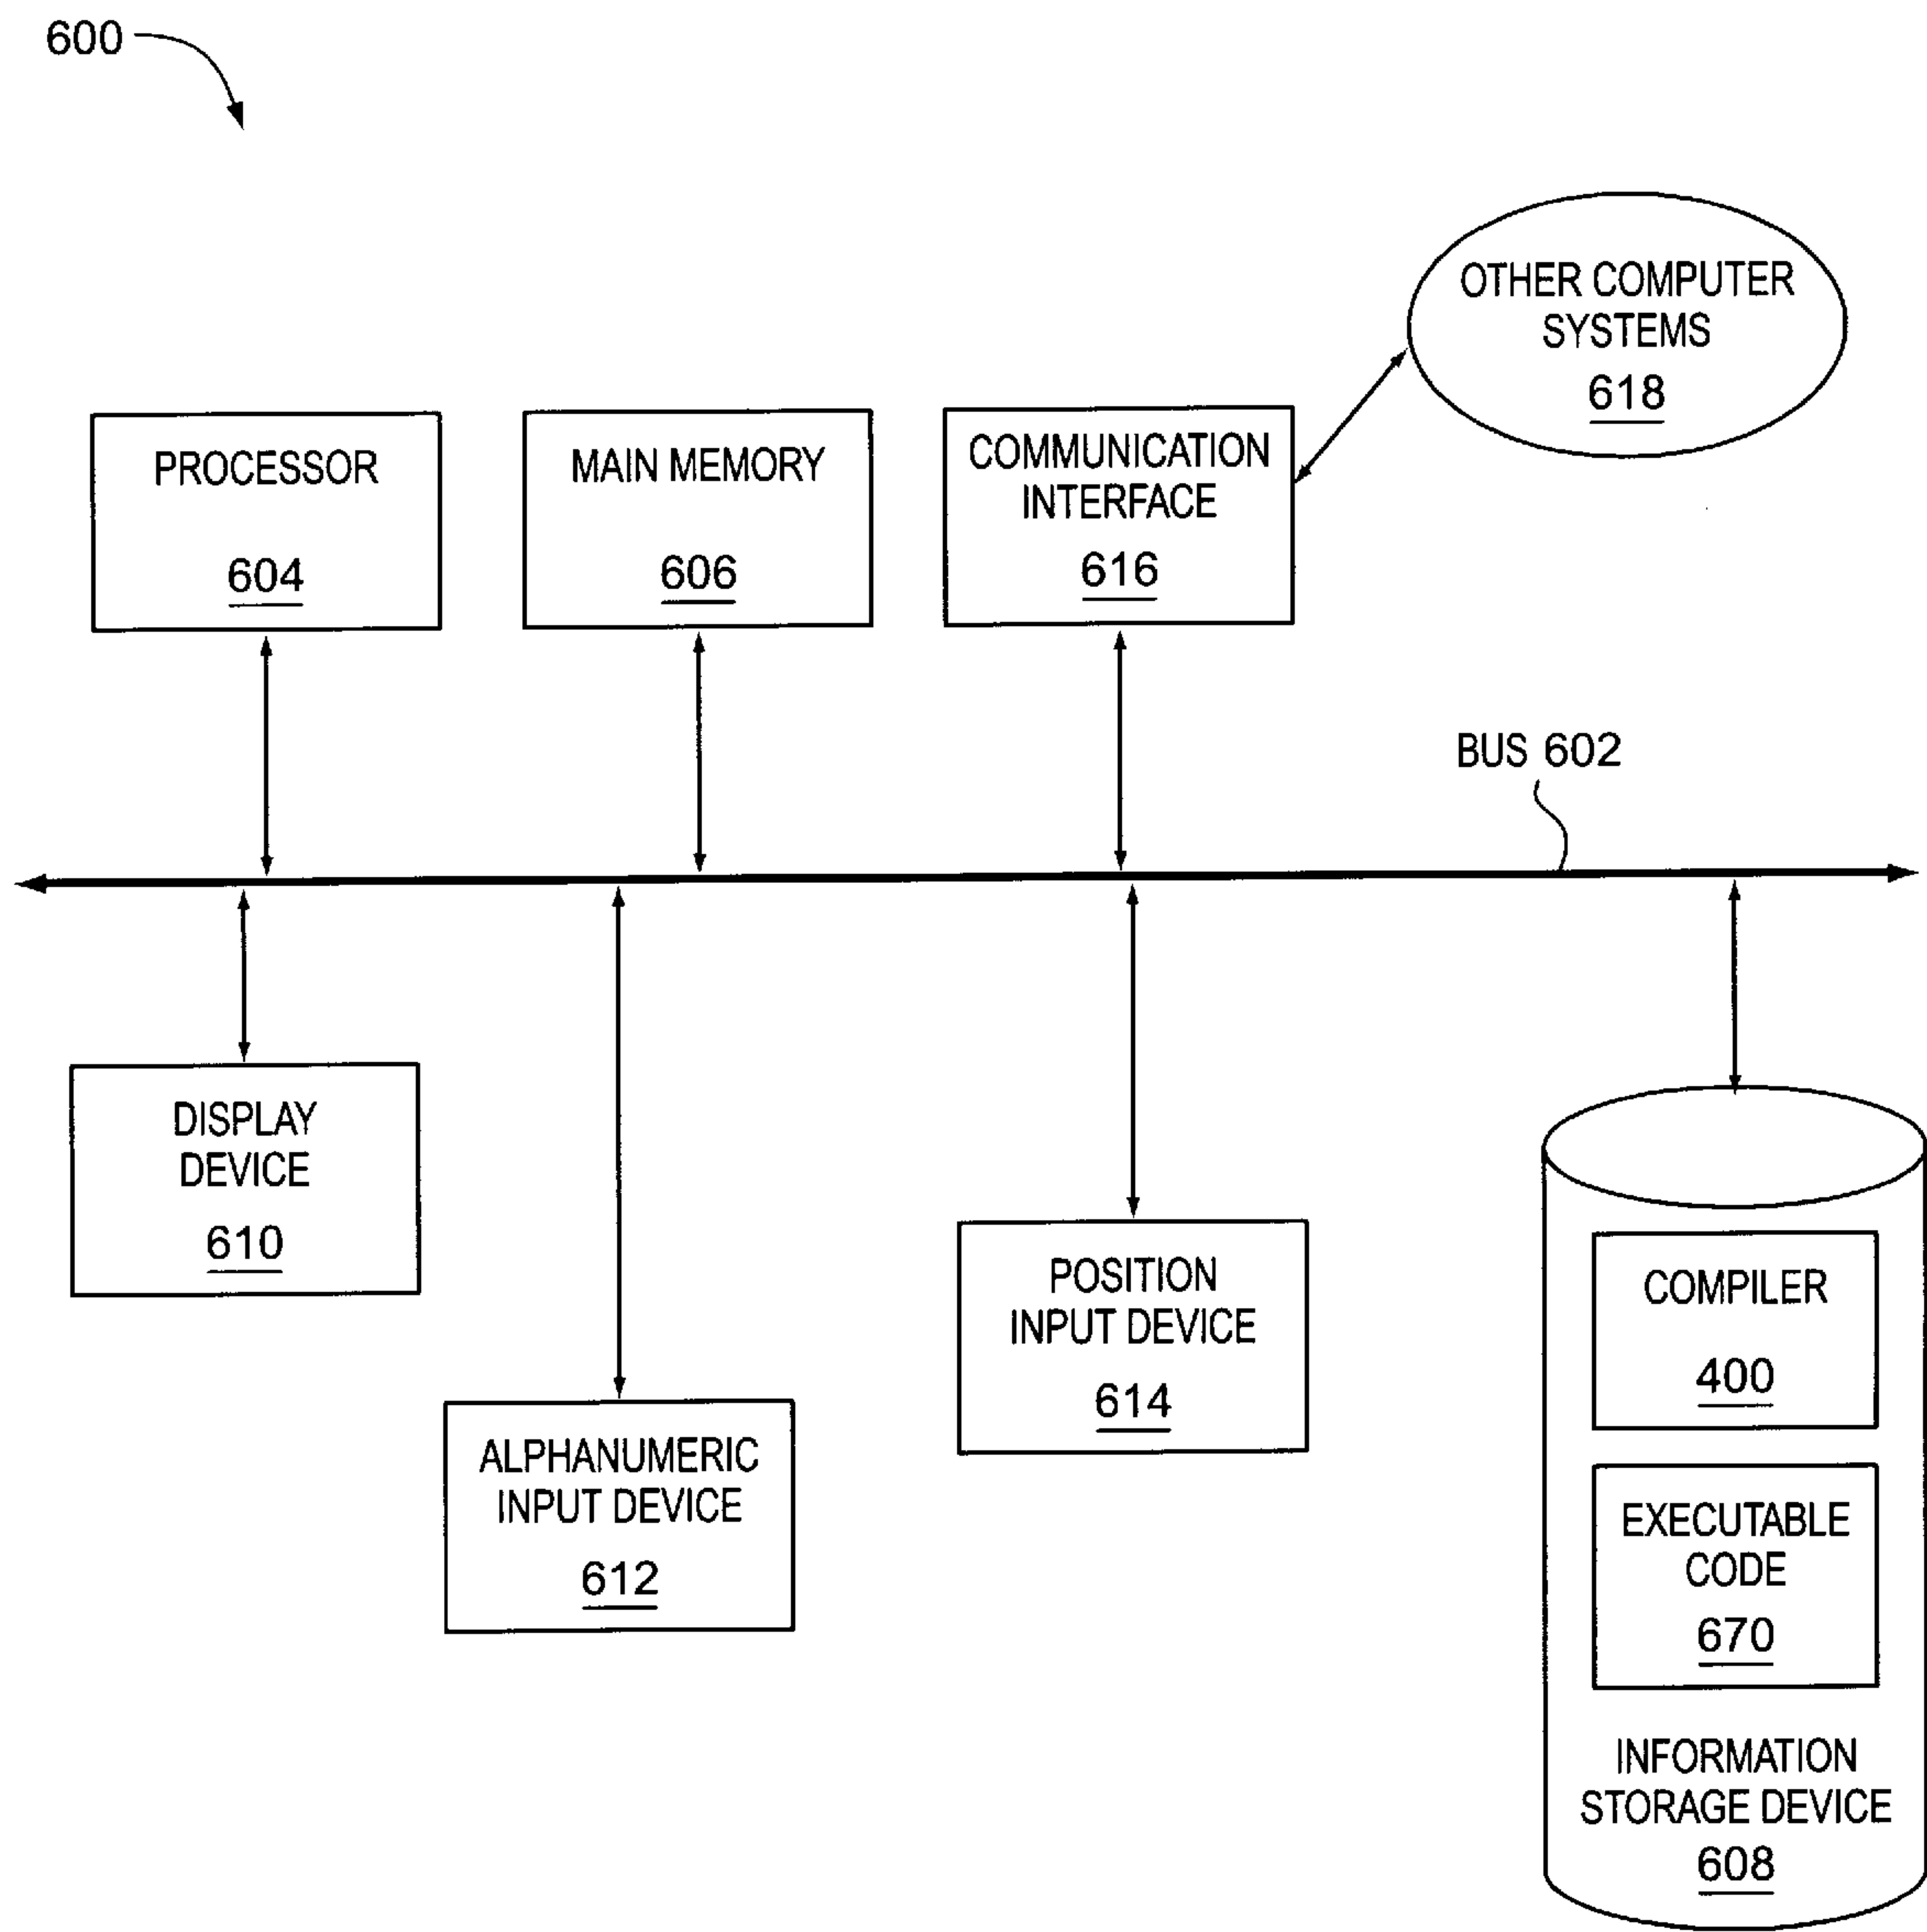 600
OTHER COMPUTER
SYSTEMS
618
PROCESSOR
604
MAIN MEMORY
606
COMMUNICATION
INTERFACE
616
BUS 602
DISPLAY
DEVICE
610
ALPHANUMERIC
INPUT DEVICE
612
POSITION
INPUT DEVICE
614
COMPILER
400
EXECUTABLE
CODE
670
INFORMATION
STORAGE DEVICE
608